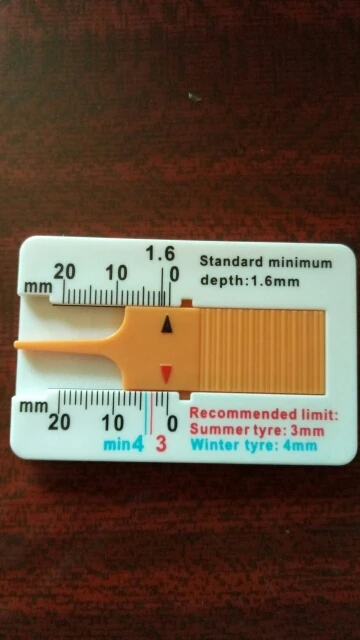 1.6
Standard minimum
mm 20 10 0 depth:1.6mm
mm 20 10 0 Recommended limit:
Summer tyre: 3mm
min4 3 Winter tyre: 4mm